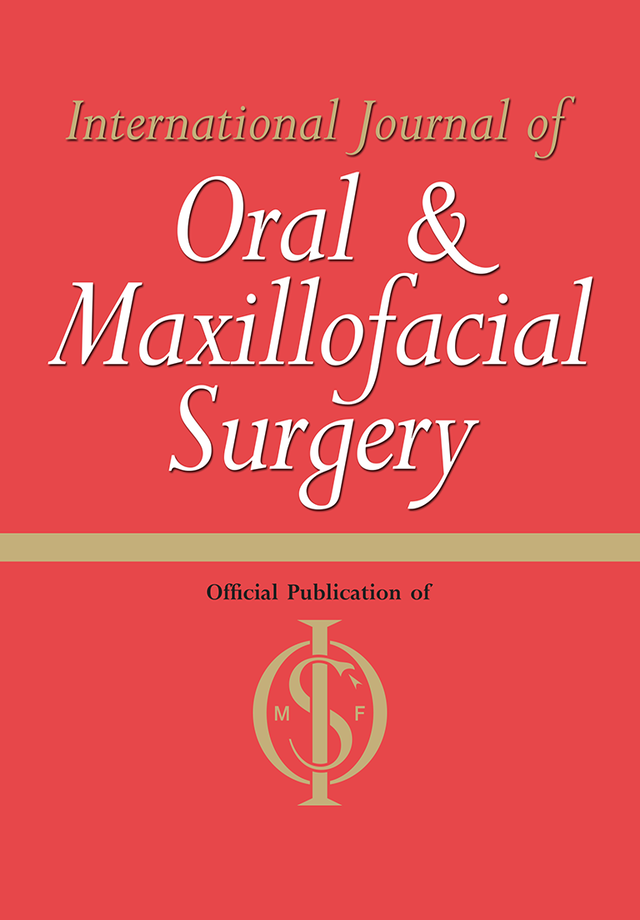 International Journal of
Oral &
Maxillofacial
Surgery
Official Publication of
I
M S F
O